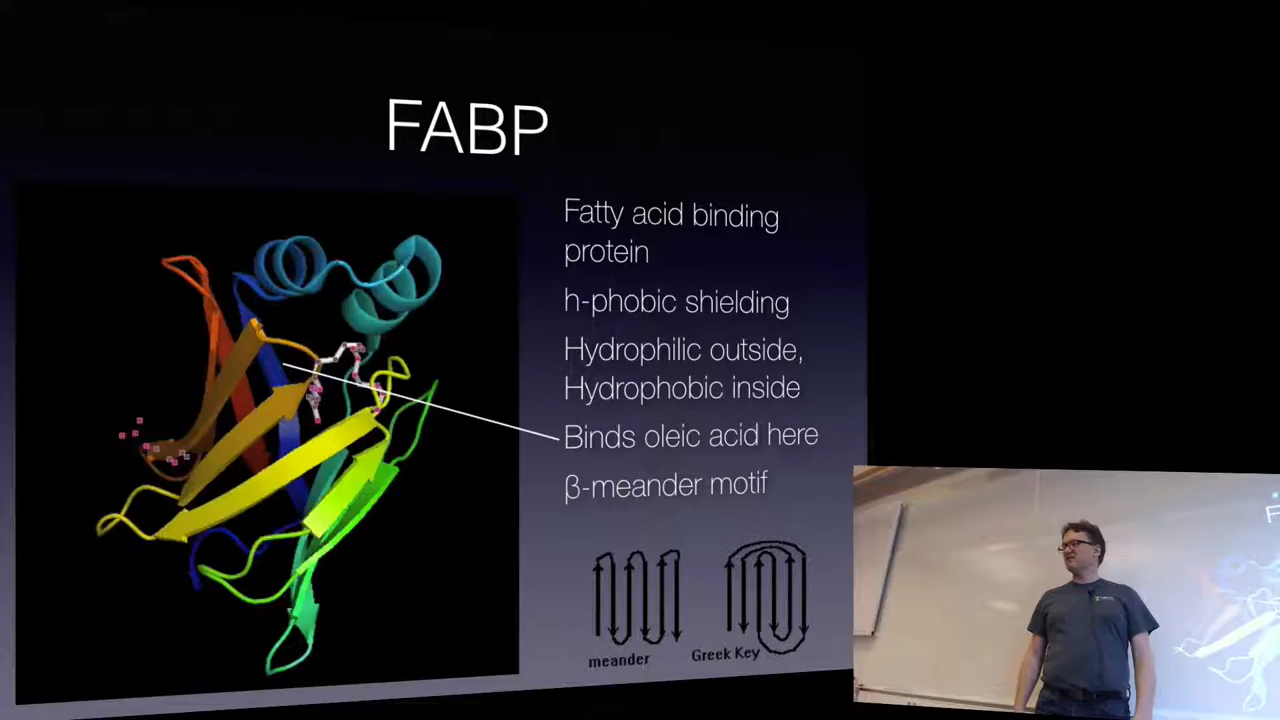 FABP
Fatty acid binding
protein
h-phobic shielding
Hydrophilic outside,
Hydrophobic inside
Binds oleic acid here
β-meander motif
meander
Greek Key
F